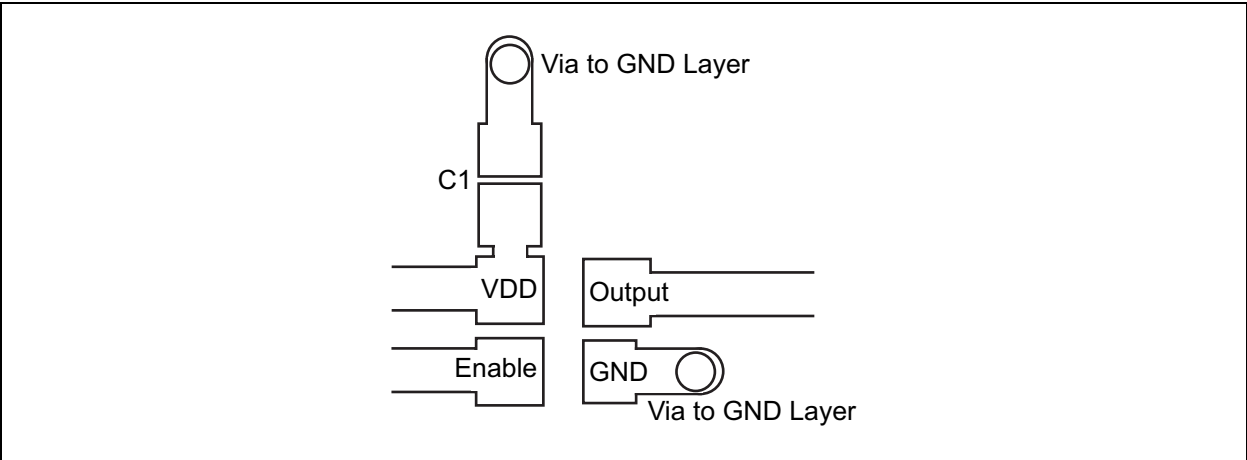 Via to GND Layer
C1
VDD
Output
Enable
GND
Via to GND Layer